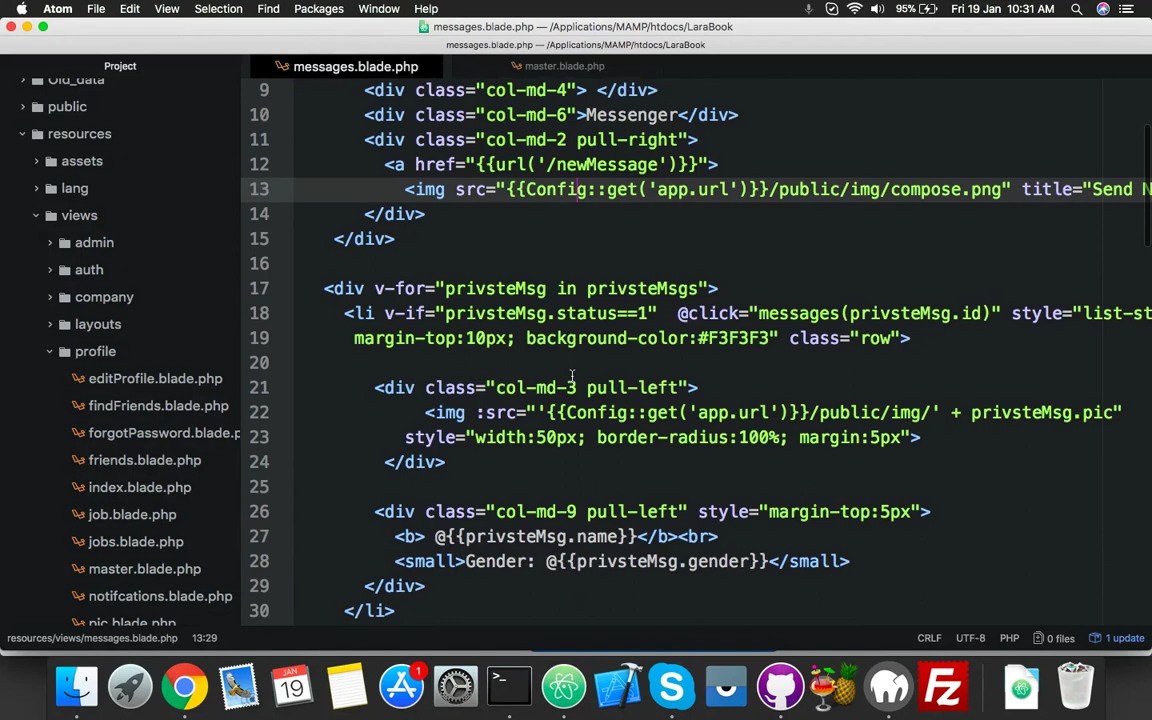 Atom File Edit View Selection Find Packages Window Help 95% Fri 19 Jan 10:31 AM
messages.blade.php — /Applications/MAMP/htdocs/LaraBook
messages.blade.php — /Applications/MAMP/htdocs/LaraBook
Project messages.blade.php master.blade.php
Old_data
public
resources
assets
lang
views
admin
auth
company
layouts
profile
editProfile.blade.php
findFriends.blade.php
forgotPassword.blade.p
friends.blade.php
index.blade.php
job.blade.php
jobs.blade.php
master.blade.php
notifcations.blade.php
pic.blade.php
9 <div class="col-md-4"> </div>
10 <div class="col-md-6">Messenger</div>
11 <div class="col-md-2 pull-right">
12 <a href="{{url('/newMessage')}}">
13 <img src="{{Config::get('app.url')}}/public/img/compose.png" title="Send N
14 </div>
15 </div>
16
17 <div v-for="privsteMsg in privsteMsgs">
18 <li v-if="privsteMsg.status==1" @click="messages(privsteMsg.id)" style="list-st
19 margin-top:10px; background-color:#F3F3F3" class="row">
20
21 <div class="col-md-3 pull-left">
22 <img :src="'{{Config::get('app.url')}}/public/img/' + privsteMsg.pic"
23 style="width:50px; border-radius:100%; margin:5px">
24 </div>
25
26 <div class="col-md-9 pull-left" style="margin-top:5px">
27 <b> @{{privsteMsg.name}}</b><br>
28 <small>Gender: @{{privsteMsg.gender}}</small>
29 </div>
30 </li>
resources/views/messages.blade.php 13:29 CRLF UTF-8 PHP 0 files 1 update
JAN
19
1